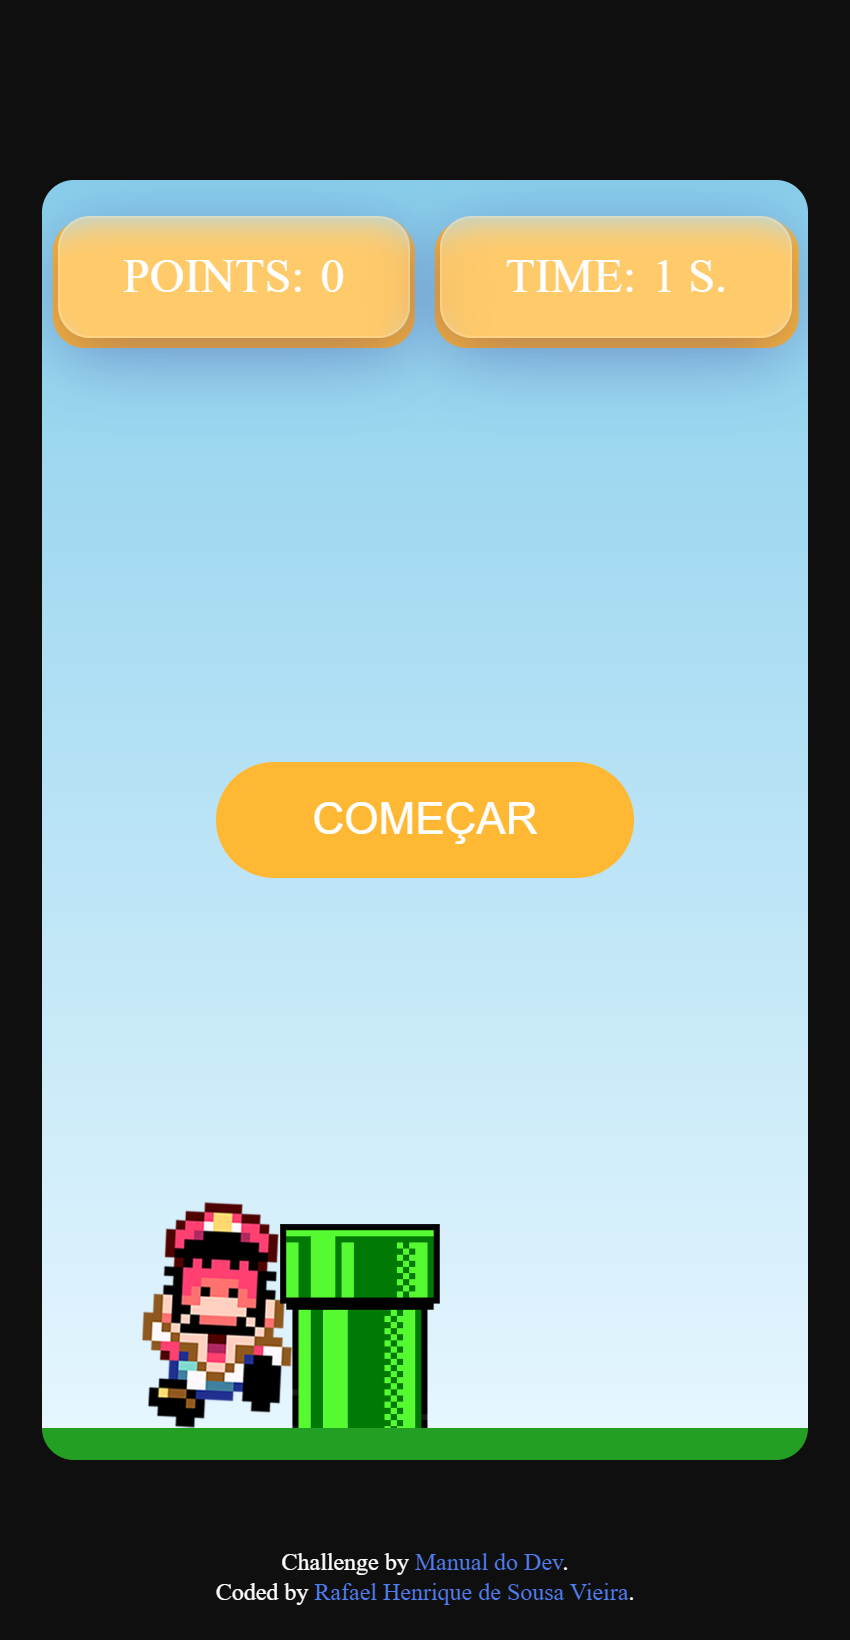 POINTS: 0
TIME: 1 S.
COMEÇAR
Challenge by Manual do Dev.
Coded by Rafael Henrique de Sousa Vieira.